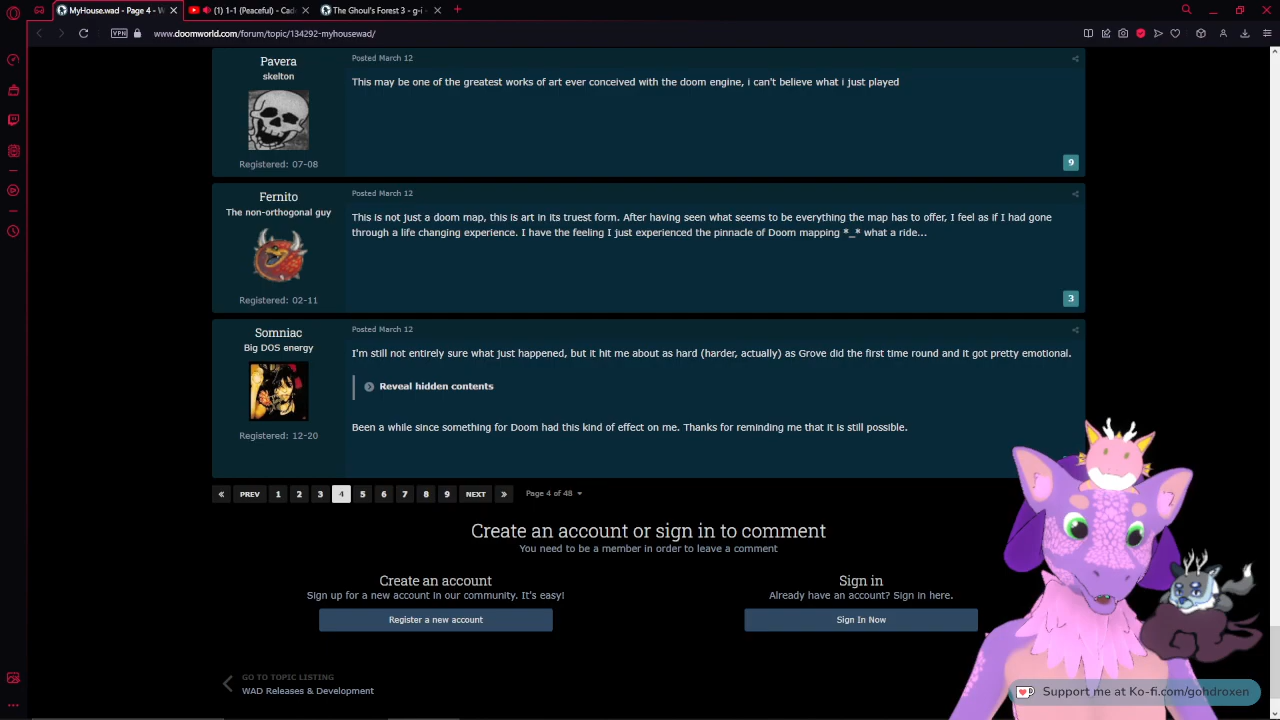 MyHouse.wad - Page 4 - W
(1) 1-1 (Peaceful) - Cade
The Ghoul's Forest 3 - g-i
VPN
www.doomworld.com/forum/topic/134292-myhousewad/
Pavera
skelton
Registered: 07-08
Posted March 12
This may be one of the greatest works of art ever conceived with the doom engine, i can't believe what i just played
9
Fernito
The non-orthogonal guy
Registered: 02-11
Posted March 12
This is not just a doom map, this is art in its truest form. After having seen what seems to be everything the map has to offer, I feel as if I had gone
through a life changing experience. I have the feeling I just experienced the pinnacle of Doom mapping *_* what a ride...
3
Somniac
Big DOS energy
Registered: 12-20
Posted March 12
I'm still not entirely sure what just happened, but it hit me about as hard (harder, actually) as Grove did the first time round and it got pretty emotional.
Reveal hidden contents
Been a while since something for Doom had this kind of effect on me. Thanks for reminding me that it is still possible.
« PREV 1 2 3 4 5 6 7 8 9 NEXT » Page 4 of 48
Create an account or sign in to comment
You need to be a member in order to leave a comment
Create an account
Sign up for a new account in our community. It's easy!
Register a new account
Sign in
Already have an account? Sign in here.
Sign In Now
GO TO TOPIC LISTING
WAD Releases & Development
Support me at Ko-fi.com/gohdroxen